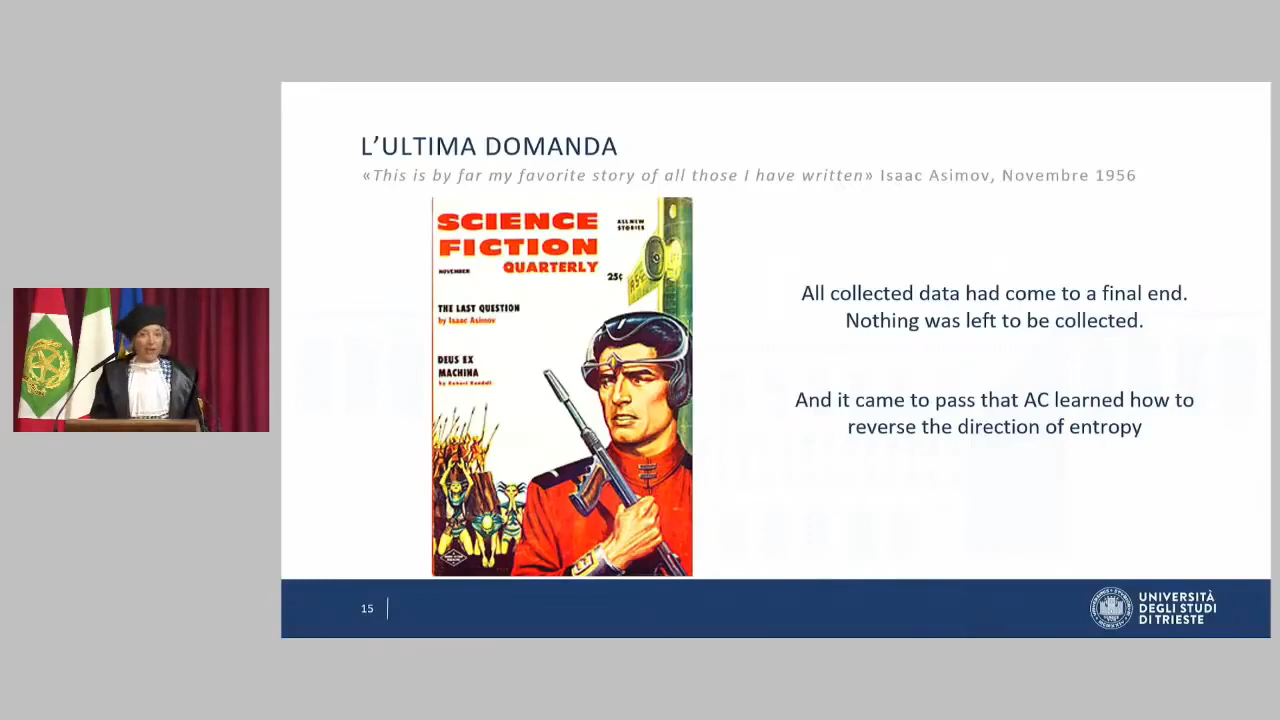 L'ULTIMA DOMANDA
«This is by far my favorite story of all those I have written» Isaac Asimov, Novembre 1956
SCIENCE
FICTION
QUARTERLY
ALL NEW
STORIES
NOVEMBER
25¢
THE LAST QUESTION
by Isaac Asimov
DEUS EX
MACHINA
by Robert Randall
All collected data had come to a final end.
Nothing was left to be collected.
And it came to pass that AC learned how to
reverse the direction of entropy
15
UNIVERSITÀ
DEGLI STUDI
DI TRIESTE